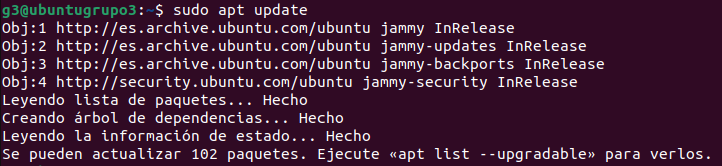 g3@ubuntugrupo3:~$ sudo apt update
Obj:1 http://es.archive.ubuntu.com/ubuntu jammy InRelease
Obj:2 http://es.archive.ubuntu.com/ubuntu jammy-updates InRelease
Obj:3 http://es.archive.ubuntu.com/ubuntu jammy-backports InRelease
Obj:4 http://security.ubuntu.com/ubuntu jammy-security InRelease
Leyendo lista de paquetes... Hecho
Creando árbol de dependencias... Hecho
Leyendo la información de estado... Hecho
Se pueden actualizar 102 paquetes. Ejecute «apt list --upgradable» para verlos.